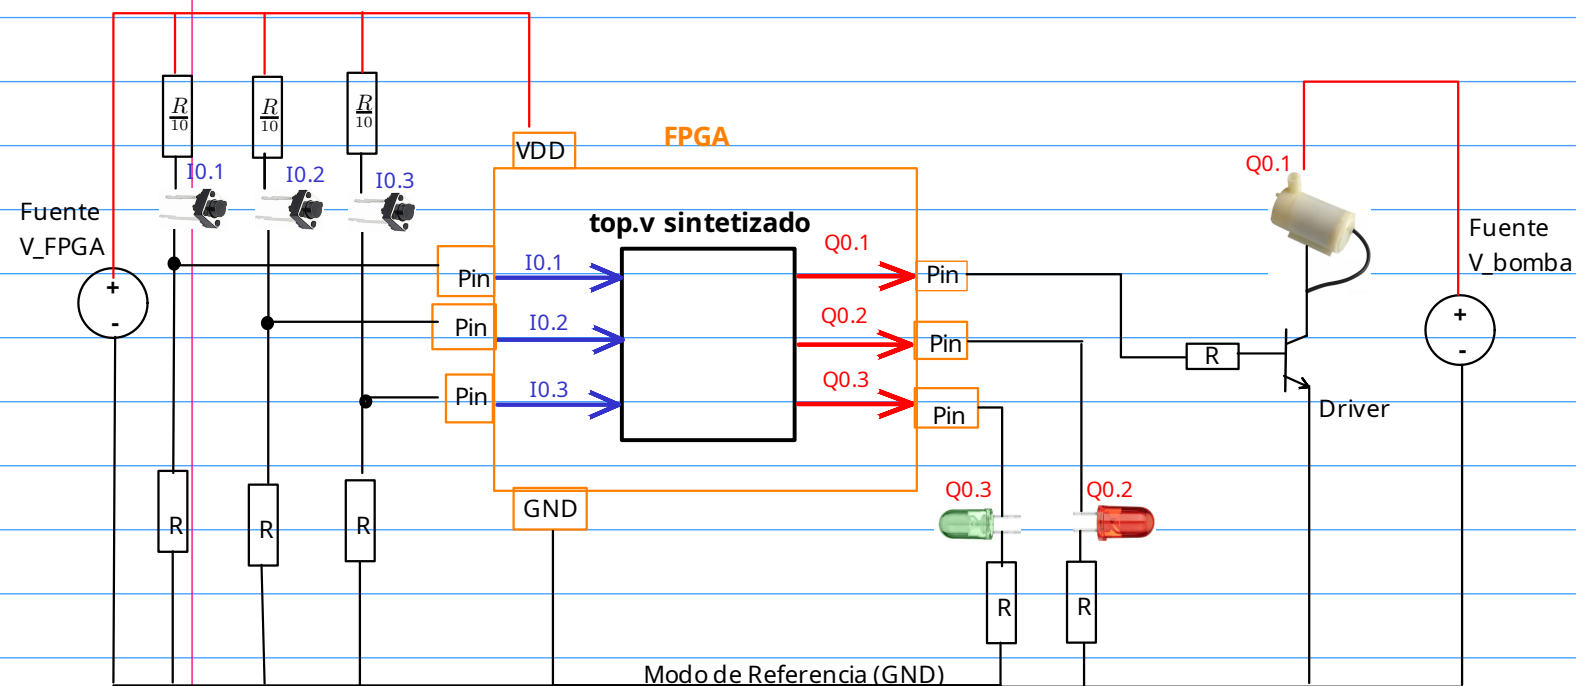 R/10
R/10
R/10
I0.1
I0.2
I0.3
Fuente
V_FPGA
+
-
VDD
FPGA
top.v sintetizado
Pin
Pin
Pin
I0.1
I0.2
I0.3
Q0.1
Q0.2
Q0.3
Pin
Pin
Pin
GND
R
R
R
Q0.3
Q0.2
R
R
R
Q0.1
Driver
Fuente
V_bomba
+
-
Modo de Referencia (GND)